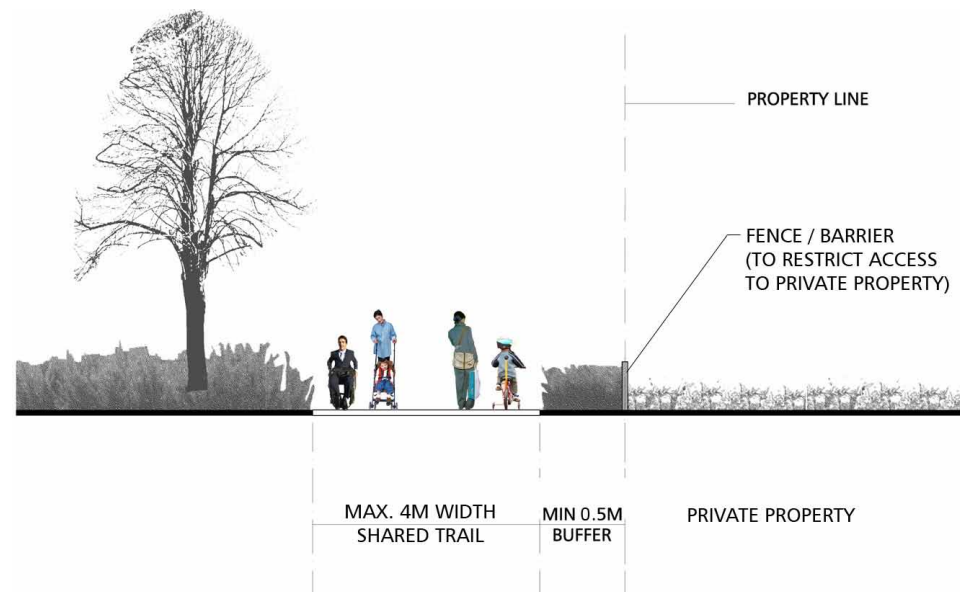 PROPERTY LINE
FENCE / BARRIER
(TO RESTRICT ACCESS
TO PRIVATE PROPERTY)
MAX. 4M WIDTH
SHARED TRAIL
MIN 0.5M
BUFFER
PRIVATE PROPERTY